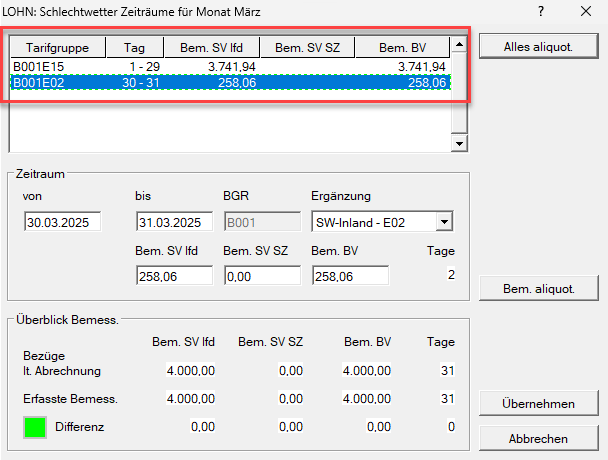 LOHN: Schlechtwetter Zeiträume für Monat März ?
Tarifgruppe Tag Bem. SV lfd Bem. SV SZ Bem. BV
B001E15 1 - 29 3.741,94 3.741,94
B001E02 30 - 31 258,06 258,06
Alles aliquot.
Zeitraum
von bis BGR Ergänzung
30.03.2025 31.03.2025 B001 SW-Inland - E02
Bem. SV lfd Bem. SV SZ Bem. BV Tage
258,06 0,00 258,06 2
Bem. aliquot.
Überblick Bemess.
Bem. SV lfd Bem. SV SZ Bem. BV Tage
Bezüge
lt. Abrechnung 4.000,00 0,00 4.000,00 31
Erfasste Bemess. 4.000,00 0,00 4.000,00 31
Differenz 0,00 0,00 0,00 0
Übernehmen
Abbrechen